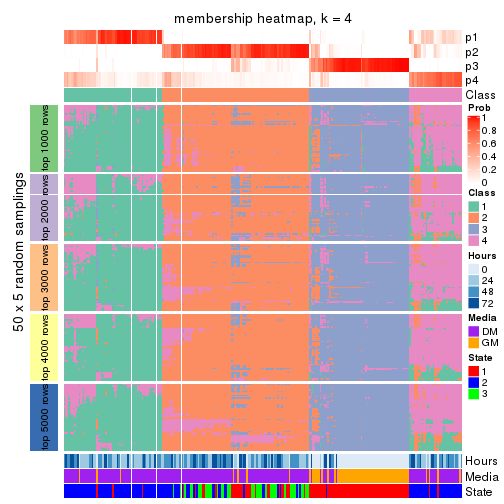 membership heatmap, k = 4
p1
p2
p3
p4
Class
50 x 5 random samplings
top 1000 rows
top 2000 rows
top 3000 rows
top 4000 rows
top 5000 rows
Hours
Media
State
Prob
1
0.8
0.6
0.4
0.2
0
Class
1
2
3
4
Hours
0
24
48
72
Media
DM
GM
State
1
2
3